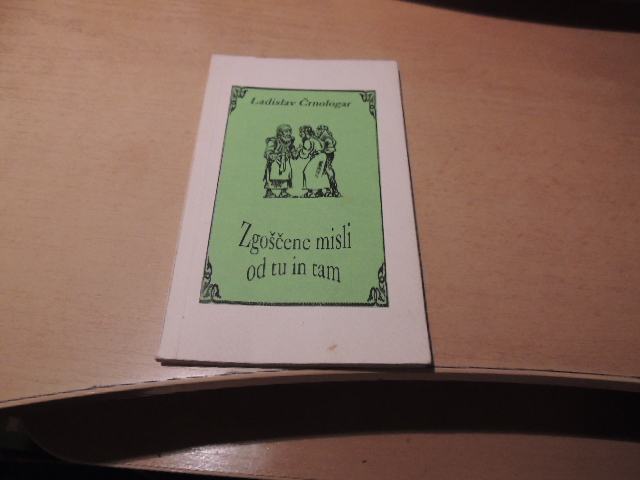 Ladislav Črnologar
Zgoščene misli
od tu in tam